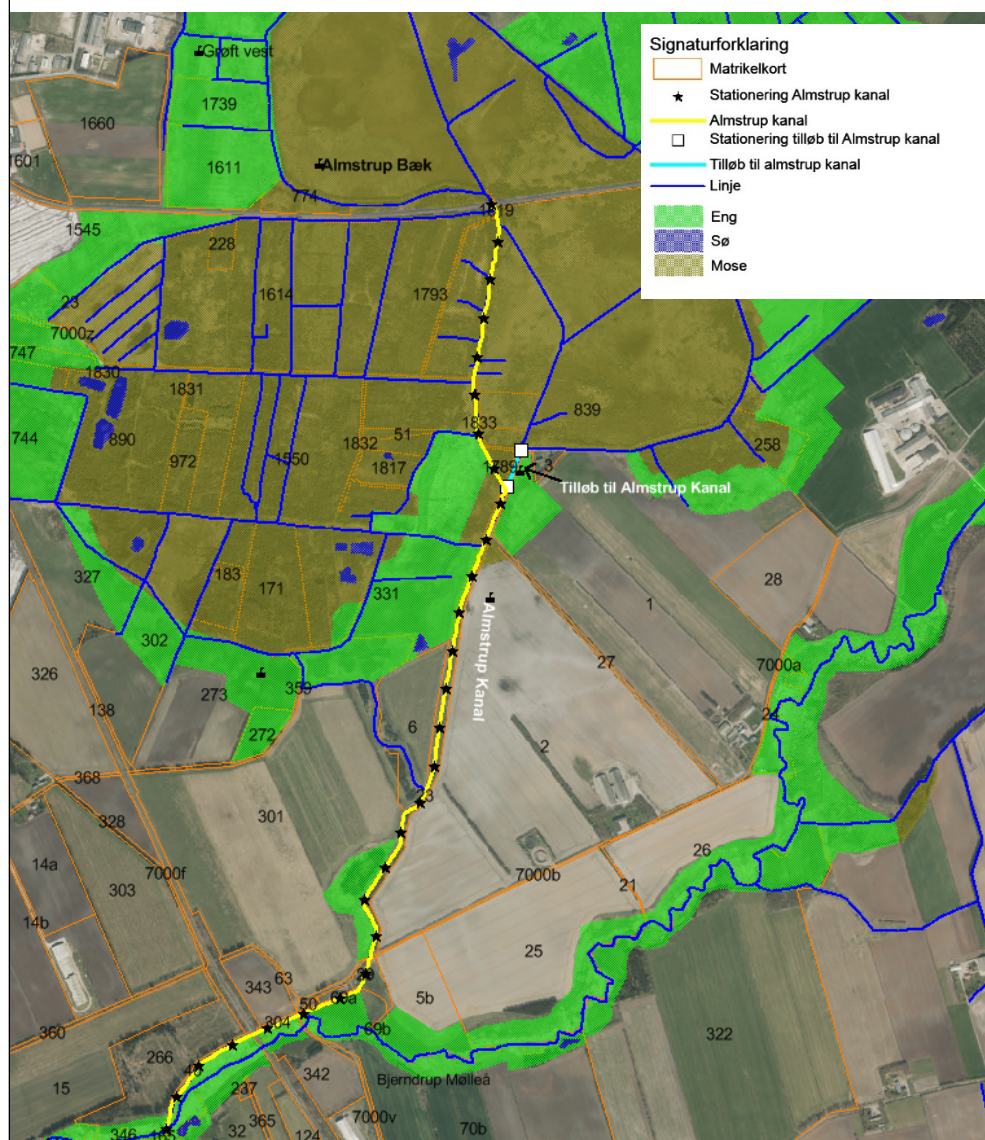 Signaturforklaring
Matrikelkort
Stationering Almstrup kanal
Almstrup kanal
Stationering tilløb til Almstrup kanal
Tilløb til almstrup kanal
Linje
Eng
Sø
Mose
Grøft vest
1739
1660
1601
1611
Almstrup Bæk
774
1619
1545
228
1614
1793
23
7000z
747
1830
1831
839
744
890
1833
51
1832
258
972
1550
1817
1789
3
Tilløb til Almstrup Kanal
327
183
171
331
28
1
302
Almstrup Kanal
27
7000a
326
273
359
138
272
6
24
2
368
301
328
14a
303
7000f
26
7000b
21
14b
25
63
343
5b
50
69a
304
69b
322
360
266
342
15
237
Bjerndrup Mølleå
365
7000v
346
32
124
70b